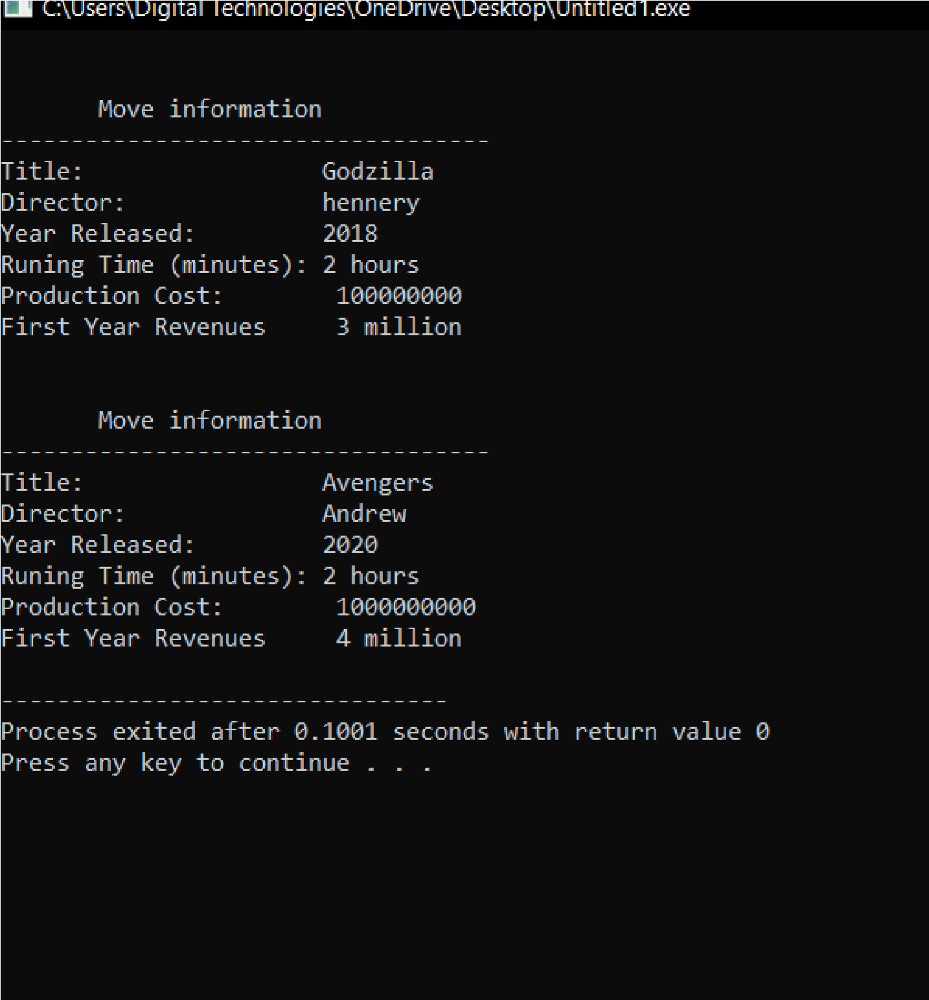 C:\Users\Digital Technologies\OneDrive\Desktop\Untitled1.exe
Move information
-----------------------------------
Title: Godzilla
Director: hennery
Year Released: 2018
Runing Time (minutes): 2 hours
Production Cost: 100000000
First Year Revenues 3 million
Move information
-----------------------------------
Title: Avengers
Director: Andrew
Year Released: 2020
Runing Time (minutes): 2 hours
Production Cost: 1000000000
First Year Revenues 4 million
--------------------------------
Process exited after 0.1001 seconds with return value 0
Press any key to continue . . .